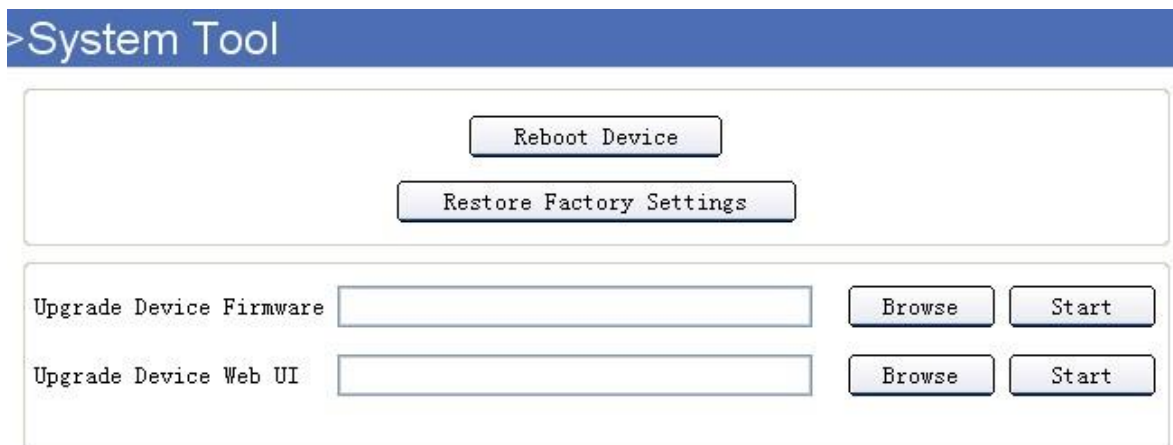 >System Tool
Reboot Device
Restore Factory Settings
Upgrade Device Firmware Browse Start
Upgrade Device Web UI Browse Start